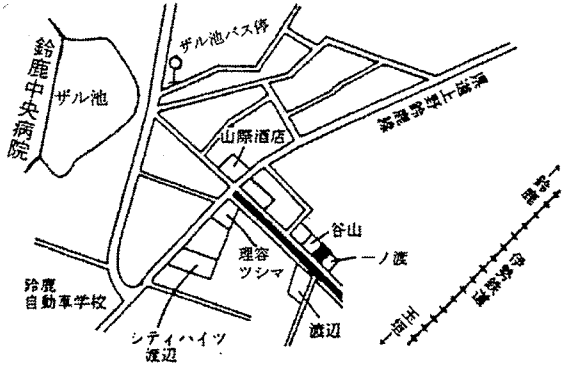 ザル池バス停
鈴鹿中央病院
ザル池
県道上野鈴鹿線
山際酒店
←鈴鹿
谷山
一ノ渡
理容
ツシマ
伊勢鉄道
鈴鹿
自動車学校
渡辺
シティハイツ
渡辺